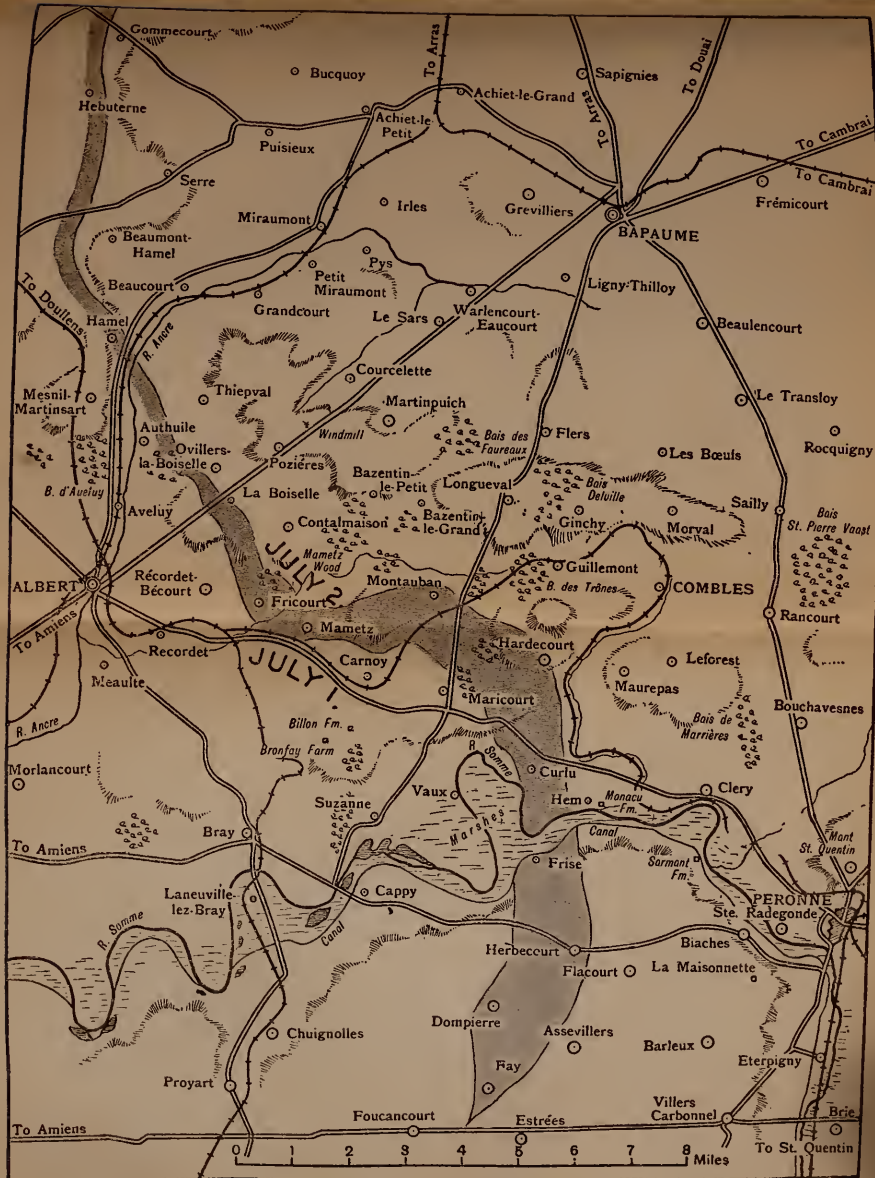 Gommecourt
Bucquoy
To Arras
Sapignies
To Douai
Hebuterne
Achiet-le-Grand
To Arras
Achiet-le-
Petit
Puisieux
To Cambrai
To Cambrai
Serre
Irles
Grevilliers
Frémicourt
Miraumont
BAPAUME
Beaumont-
Hamel
Pys
Petit
Miraumont
Ligny-Thilloy
Beaucourt
To Doullens
Grandcourt
R. Ancre
Hamel
Le Sars
Warlencourt-
Eaucourt
Beaulencourt
Courcelette
Mesnil-
Martinsart
Thiepval
Martinpuich
Le Transloy
Windmill
Authuile
Bais des
Faureaux
Flers
Rocquigny
Ovillers-
la-Boiselle
Pozières
Les Bœufs
B. d'Aveluy
Bazentin-
le-Petit
Longueval
Bais
Delville
La Boiselle
Sailly
Bais
St. Pierre Vaast
Aveluy
Contalmaison
Bazentin-
le-Grand
Ginchy
Morval
Mametz
Wood
JULY 2
ALBERT
Récordet-
Bécourt
Montauban
Guillemont
B. des Trônes
COMBLES
Fricourt
Rancourt
To Amiens
Mametz
Recordet
Hardecourt
JULY 1
Carnoy
Leforest
Méaulte
Maurepas
Maricourt
Bais de
Marrières
Bouchavesnes
R. Ancre
Billon Fm.
Bronfay Farm
R. Somme
Morlancourt
Curlu
Clery
Vaux
Hem
Monacu
Fm.
Suzanne
Marshes
Canal
Bray
Mont
St. Quentin
To Amiens
Frise
Sormont
Fm.
Cappy
PERONNE
Laneuville-
lez-Bray
Ste. Radegonde
R. Somme
Canal
Biaches
Herbecourt
Flacourt
La Maisonnette
Dompierre
Chuignolles
Assevillers
Barleux
Eterpigny
Fay
Proyart
Villers
Carbonnel
Foucancourt
Estrées
Brie
To Amiens
To St. Quentin
0 1 2 3 4 5 6 7 8 Miles